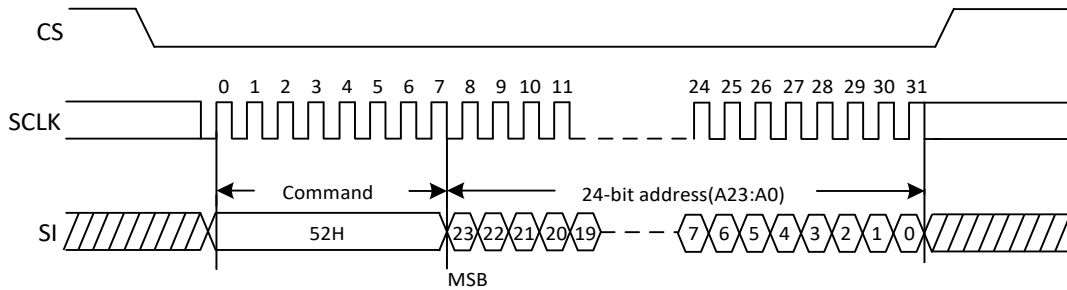 CS
0 1 2 3 4 5 6 7 8 9 10 11 24 25 26 27 28 29 30 31
SCLK
Command 24-bit address(A23:A0)
SI 52H 23 22 21 20 19 7 6 5 4 3 2 1 0
MSB